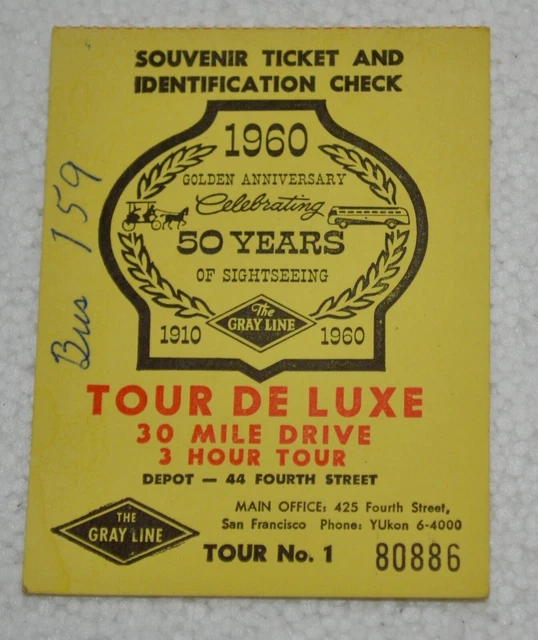 SOUVENIR TICKET AND
IDENTIFICATION CHECK
1960
GOLDEN ANNIVERSARY
Celebrating
50 YEARS
OF SIGHTSEEING
The
GRAY LINE
1910 1960
Bus 159
TOUR DE LUXE
30 MILE DRIVE
3 HOUR TOUR
DEPOT — 44 FOURTH STREET
MAIN OFFICE: 425 Fourth Street,
San Francisco Phone: YUkon 6-4000
THE
GRAY LINE
TOUR No. 1 80886